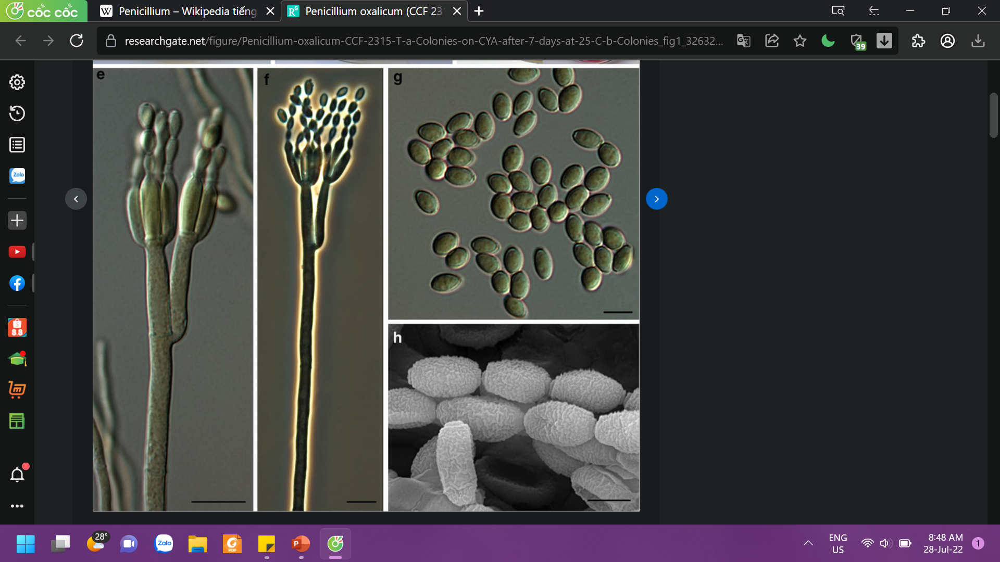 cốc cốc
W Penicillium – Wikipedia tiếng
RG Penicillium oxalicum (CCF 23
researchgate.net/figure/Penicillium-oxalicum-CCF-2315-T-a-Colonies-on-CYA-after-7-days-at-25-C-b-Colonies_fig1_32632...
39
e
f
g
h
Zalo
8.8
28°
Zalo
PDF
P
ENG
US
8:48 AM
28-Jul-22
1